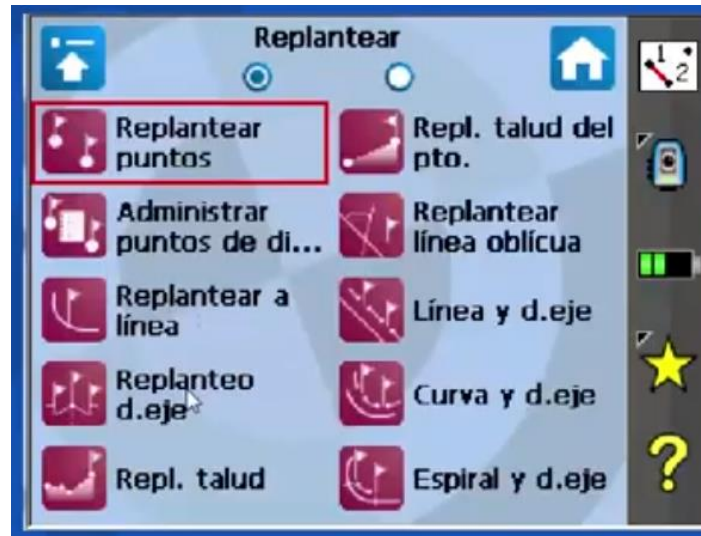 Replantear
Replantear
puntos
Repl. talud del
pto.
Administrar
puntos de di...
Replantear
línea oblícua
Replantear a
línea
Línea y d.eje
Replanteo
d.eje
Curva y d.eje
Repl. talud
Espiral y d.eje
1
2
?